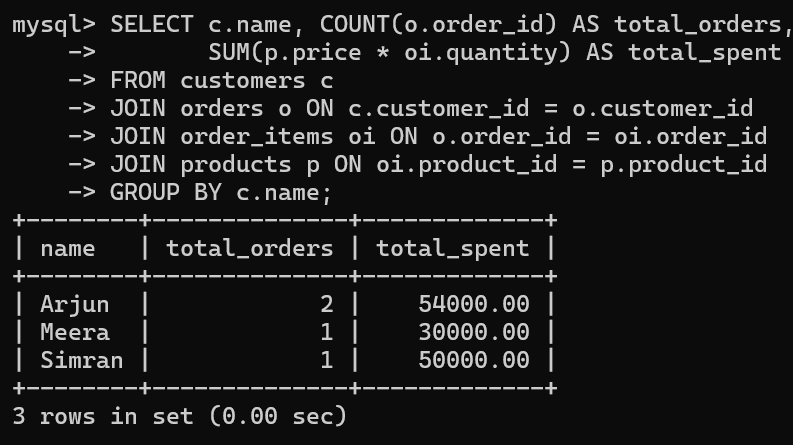 mysql> SELECT c.name, COUNT(o.order_id) AS total_orders,
    ->        SUM(p.price * oi.quantity) AS total_spent
    -> FROM customers c
    -> JOIN orders o ON c.customer_id = o.customer_id
    -> JOIN order_items oi ON o.order_id = oi.order_id
    -> JOIN products p ON oi.product_id = p.product_id
    -> GROUP BY c.name;
+--------+--------------+-------------+
| name   | total_orders | total_spent |
+--------+--------------+-------------+
| Arjun  |            2 |    54000.00 |
| Meera  |            1 |    30000.00 |
| Simran |            1 |    50000.00 |
+--------+--------------+-------------+
3 rows in set (0.00 sec)